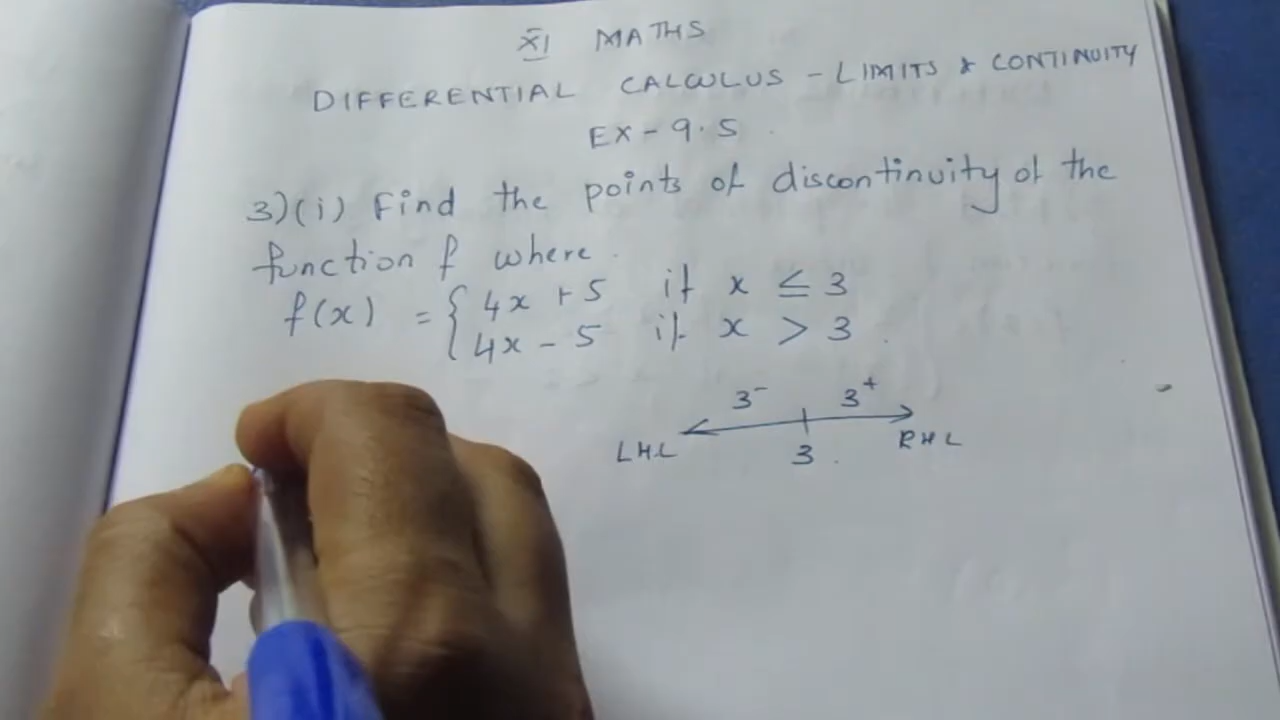 XI MATHS
DIFFERENTIAL CALCULUS - LIMITS & CONTINUITY
EX - 9.5
3)(i) Find the points of discontinuity of the
function f where
f(x) = { 4x + 5 if x ≤ 3
4x - 5 if x > 3
3⁻ 3⁺
LHL 3 RHL